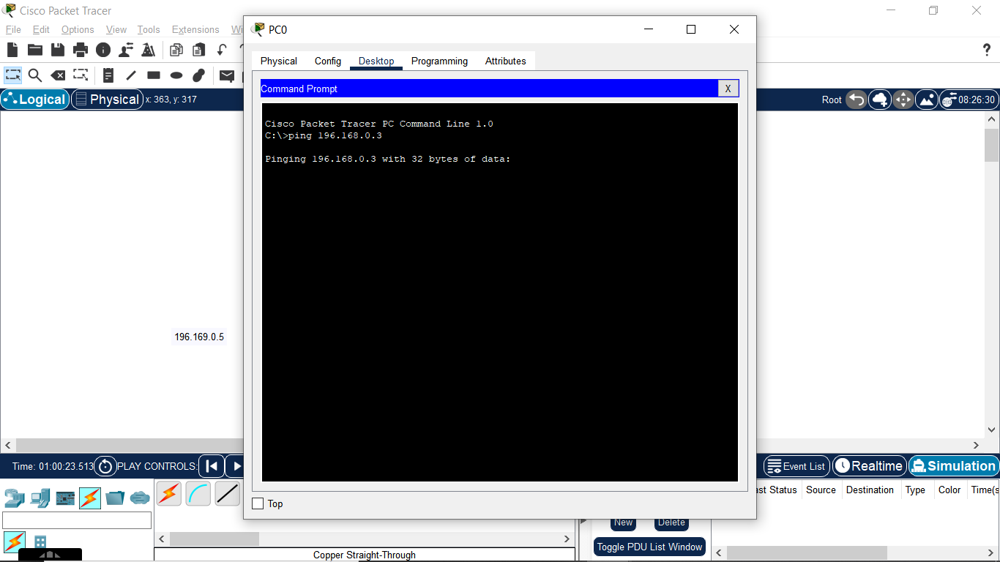 Cisco Packet Tracer
File Edit Options View Tools Extensions Wi
PC0
Physical Config Desktop Programming Attributes
Command Prompt
X
Logical Physical x: 363, y: 317
Root 08:26:30
Cisco Packet Tracer PC Command Line 1.0
C:\>ping 196.168.0.3
Pinging 196.168.0.3 with 32 bytes of data:
196.169.0.5
Time: 01:00:23.513 PLAY CONTROLS:
Event List Realtime Simulation
ast Status Source Destination Type Color Time(s
Top
New Delete
Toggle PDU List Window
Copper Straight-Through
?